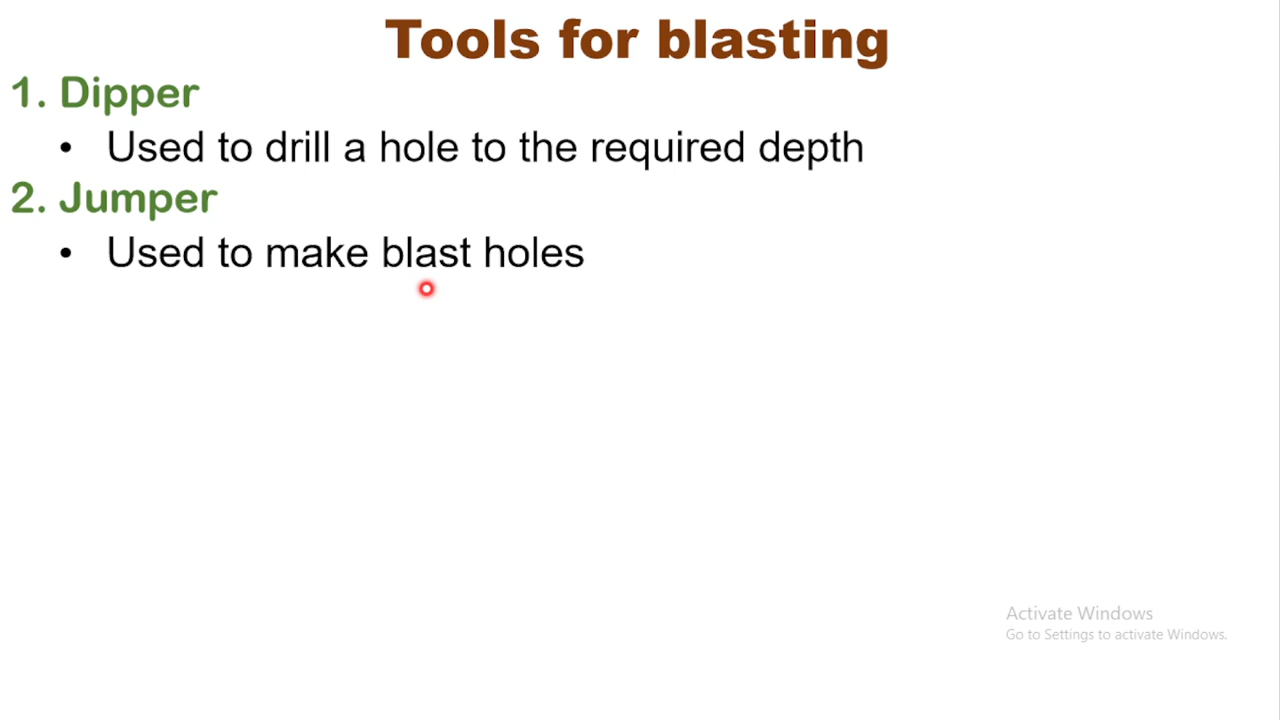 Tools for blasting
1. Dipper
• Used to drill a hole to the required depth
2. Jumper
• Used to make blast holes
Activate Windows
Go to Settings to activate Windows.